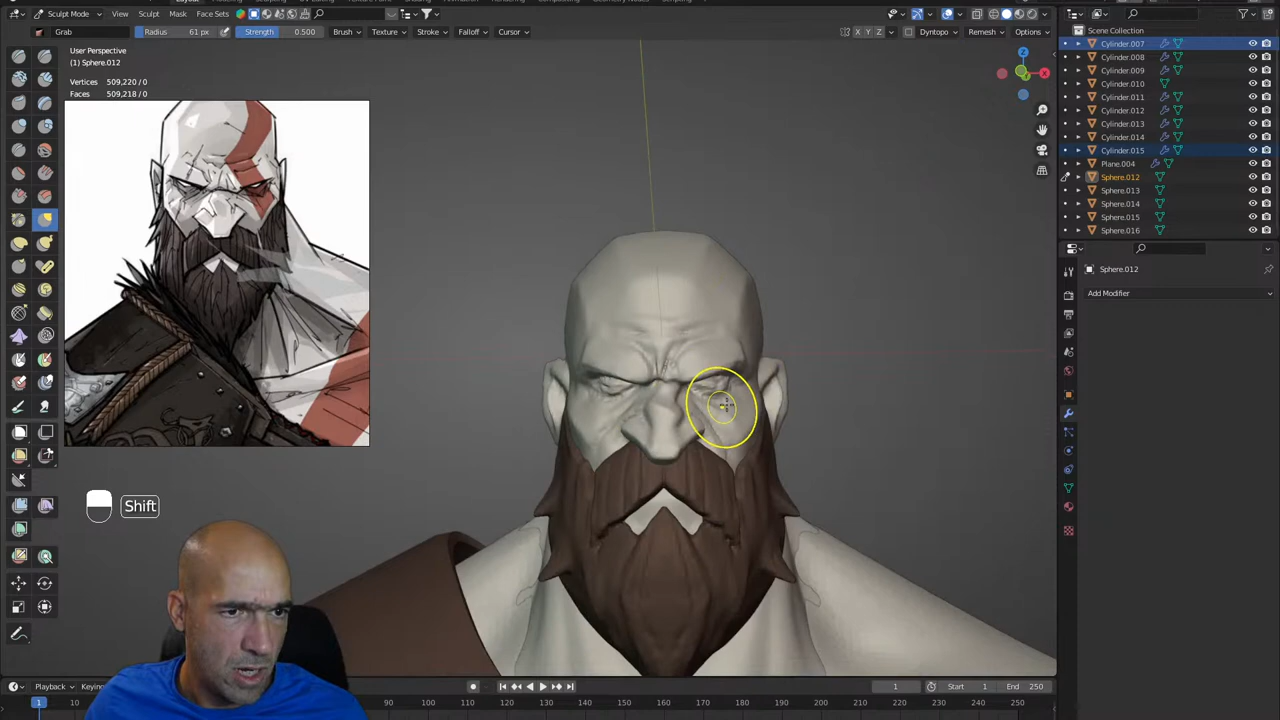 Sculpt Mode View Sculpt Mask Face Sets
Grab Radius 61 px Strength 0.500 Brush Texture Stroke Falloff Cursor X Y Z Dyntopo Remesh Options
User Perspective
(1) Sphere.012
Vertices 509,220 / 0
Faces 509,218 / 0
Z
X
Shift
Scene Collection
Cylinder.007
Cylinder.008
Cylinder.009
Cylinder.010
Cylinder.011
Cylinder.012
Cylinder.013
Cylinder.014
Cylinder.015
Plane.004
Sphere.012
Sphere.013
Sphere.014
Sphere.015
Sphere.016
Sphere.012
Add Modifier
Playback Keying 1 Start 1 End 250
1 10 80 90 100 110 120 130 140 150 160 170 180 190 200 210 220 230 240 250